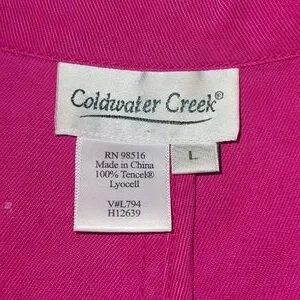 Coldwater Creek®
L
RN 98516
Made in China
100% Tencel®
Lyocell
V#L794
H12639